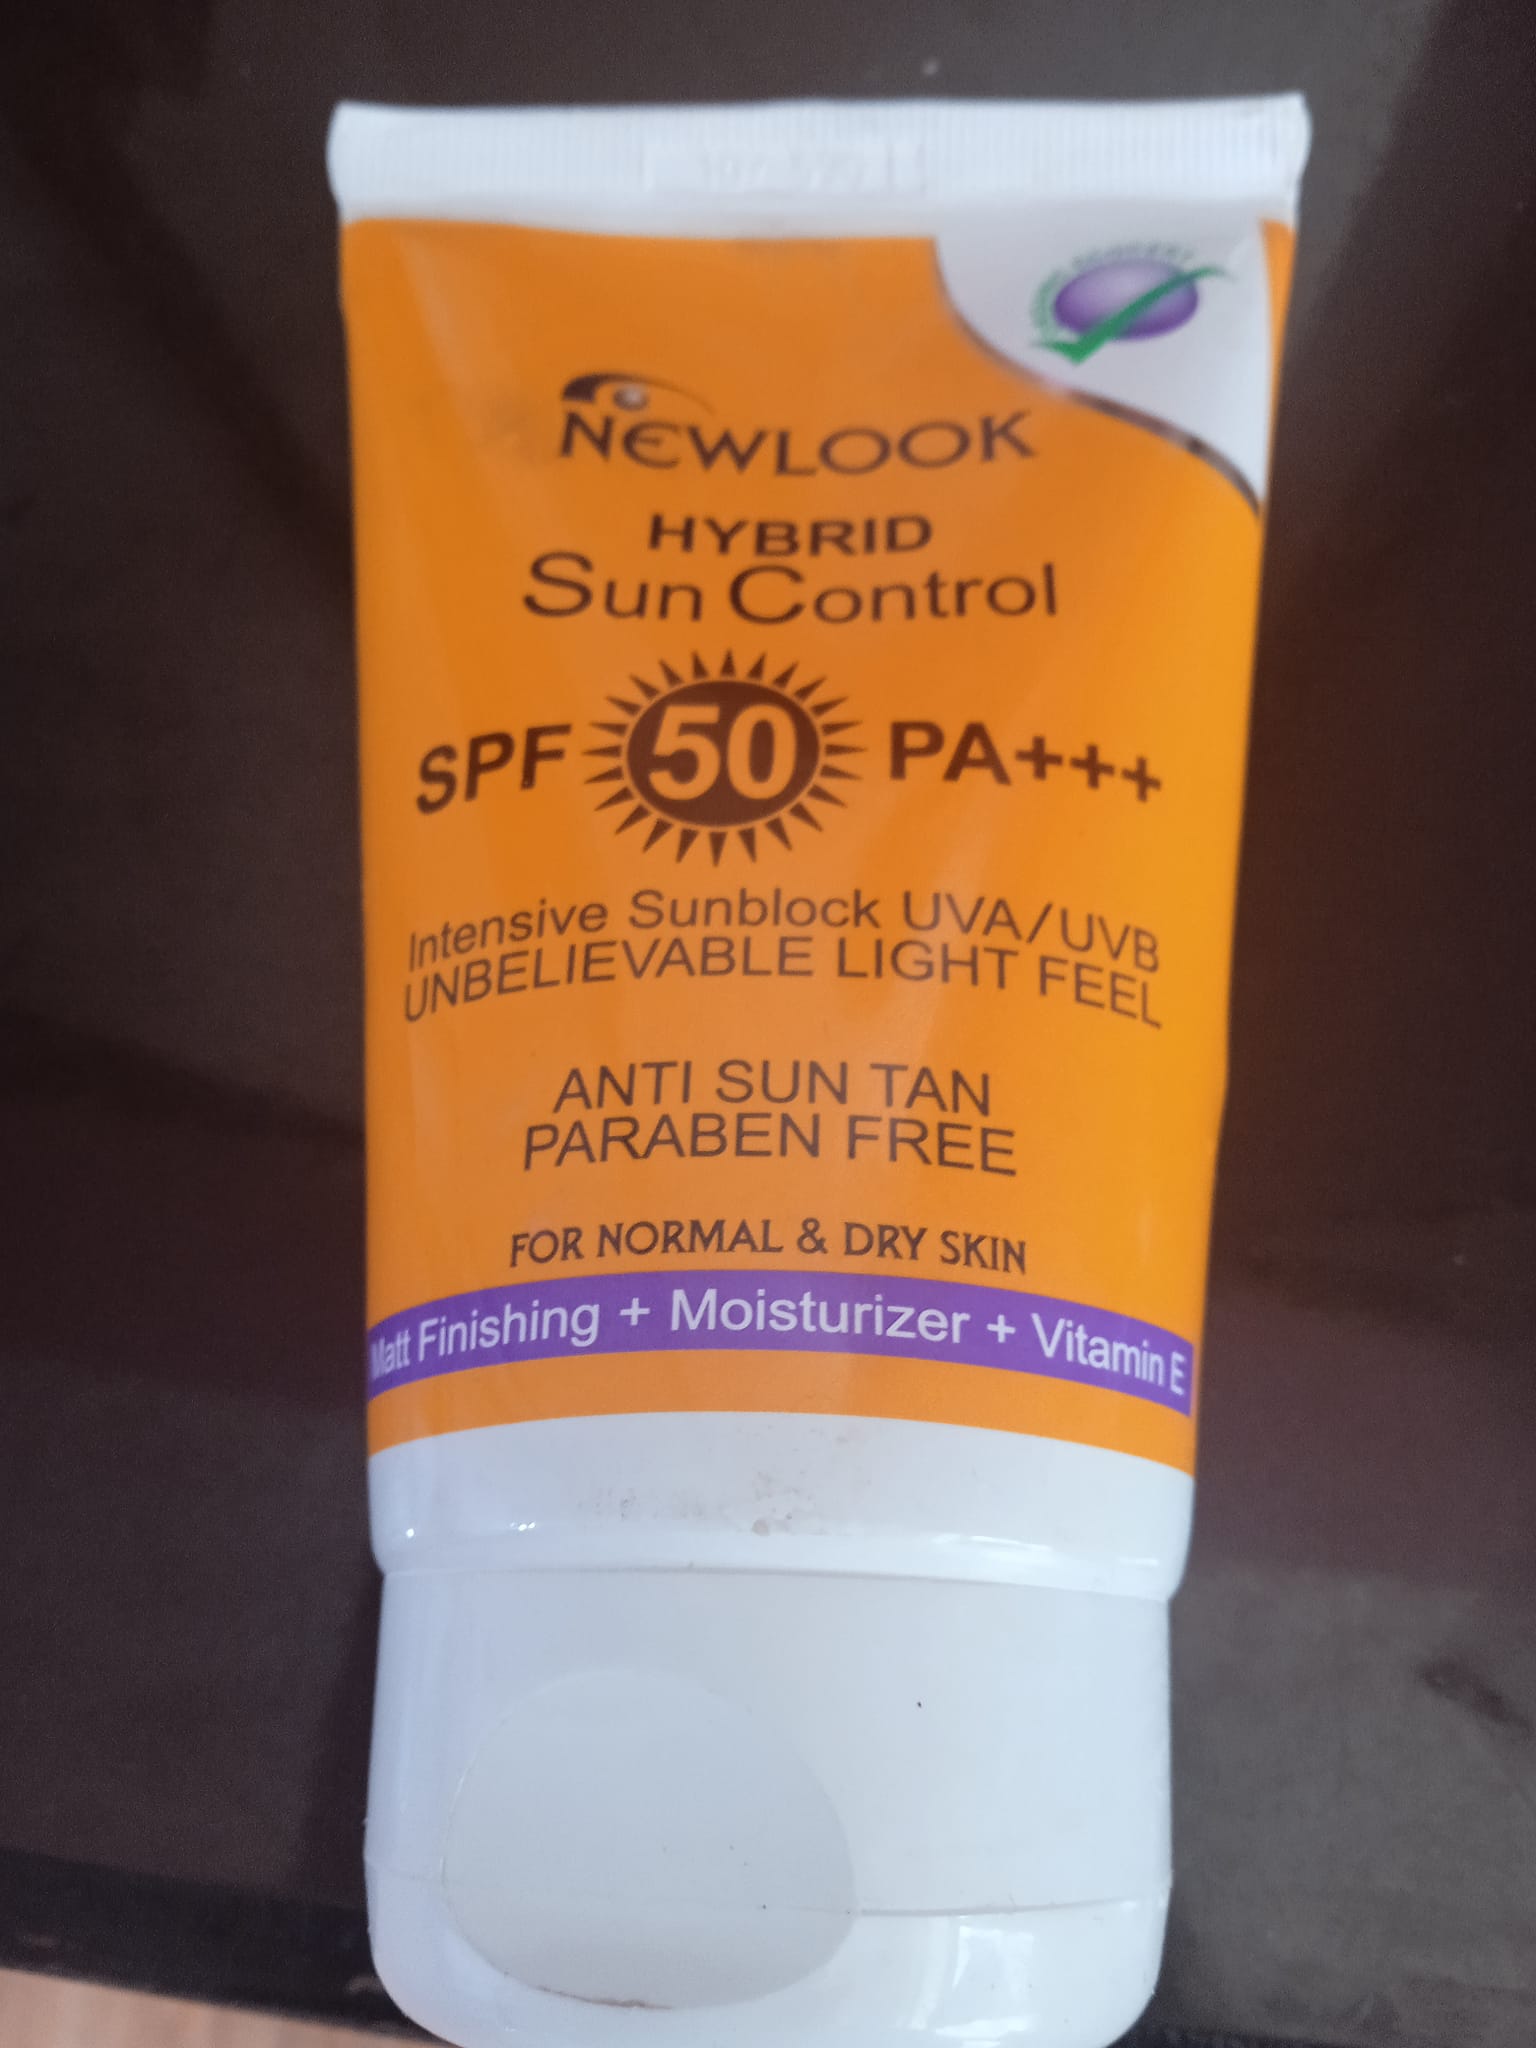 NEWLOOK
HYBRID
Sun Control
SPF 50 PA+++
Intensive Sunblock UVA/UVB
UNBELIEVABLE LIGHT FEEL
ANTI SUN TAN
PARABEN FREE
FOR NORMAL & DRY SKIN
Matt Finishing + Moisturizer + Vitamin E